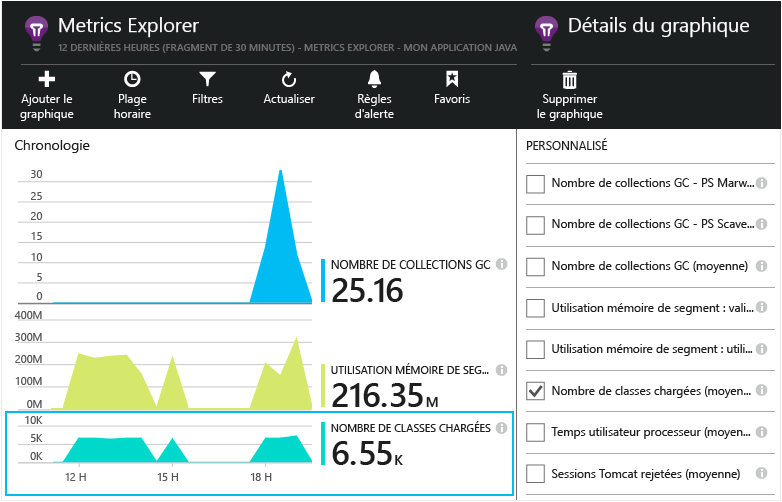 Metrics Explorer
12 DERNIÈRES HEURES (FRAGMENT DE 30 MINUTES) - METRICS EXPLORER - MON APPLICATION JAVA
Ajouter le
graphique
Plage
horaire
Filtres
Actualiser
Règles
d'alerte
Favoris
Détails du graphique
Supprimer
le graphique
Chronologie
30
25
20
15
10
5
0
NOMBRE DE COLLECTIONS GC
25.16
400M
300M
200M
100M
0M
UTILISATION MÉMOIRE DE SEG...
216.35 M
10K
5K
0K
NOMBRE DE CLASSES CHARGÉES
6.55 K
12 H
15 H
18 H
PERSONNALISÉ
Nombre de collections GC - PS Marw...
Nombre de collections GC - PS Scave...
Nombre de collections GC (moyenne)
Utilisation mémoire de segment : vali...
Utilisation mémoire de segment : utili...
Nombre de classes chargées (moyen...
Temps utilisateur processeur (moyen...
Sessions Tomcat rejetées (moyenne)